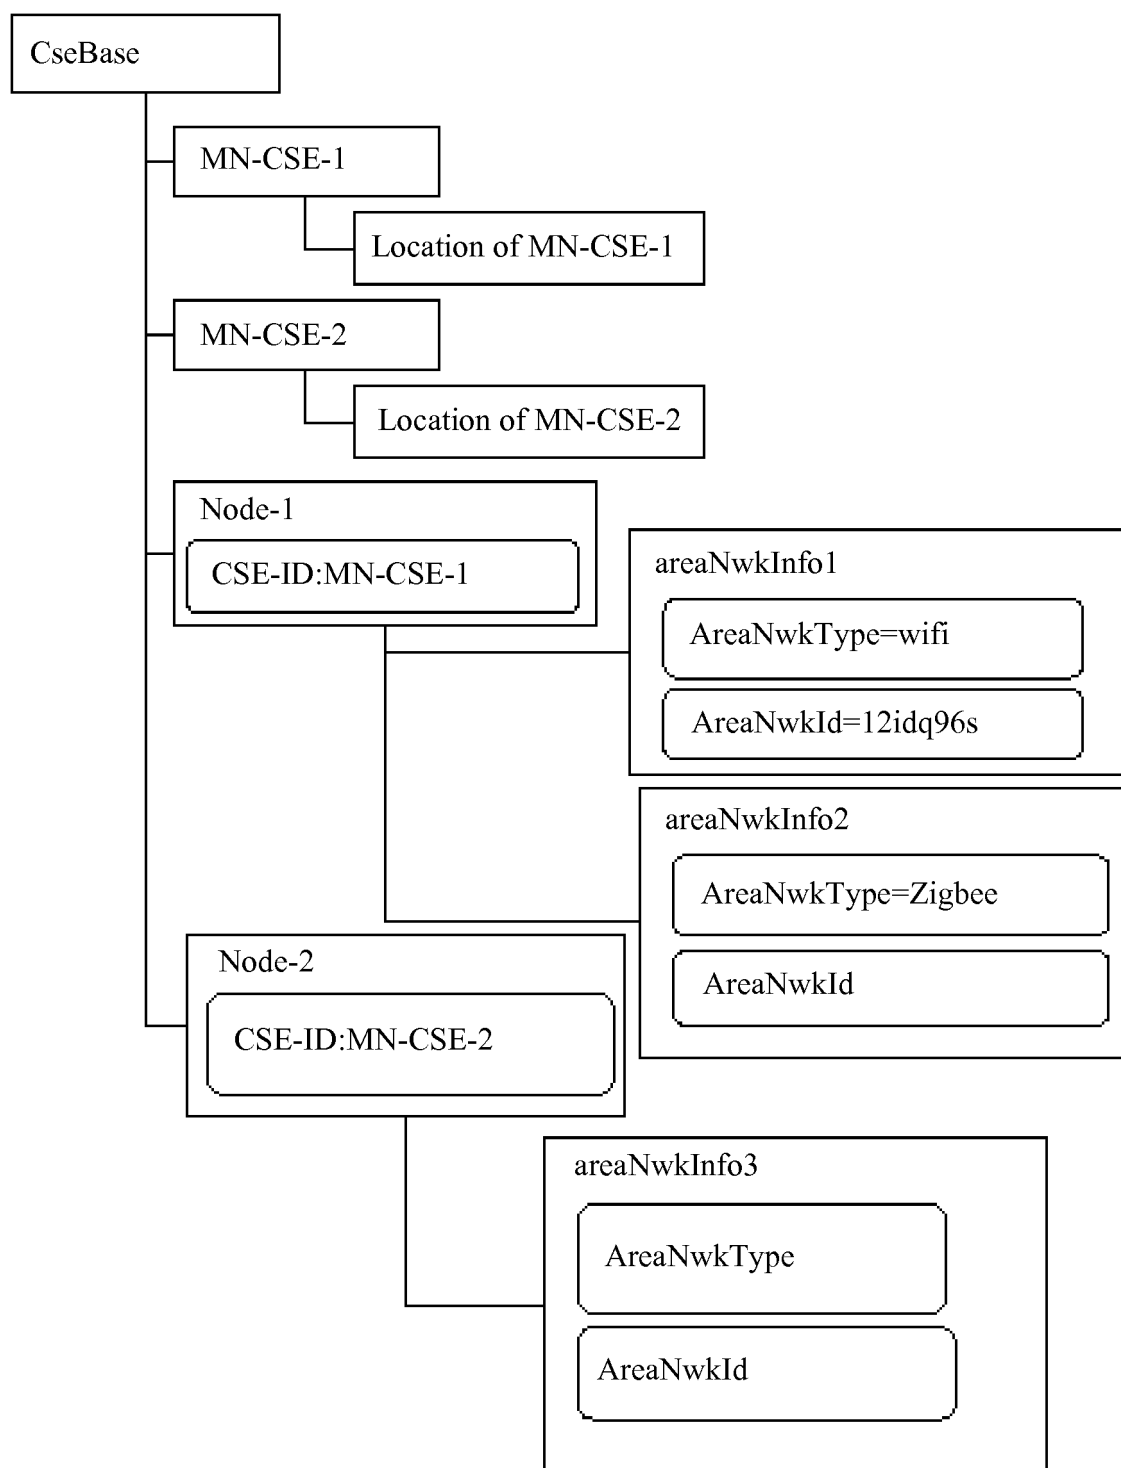 CseBase
MN-CSE-1
Location of MN-CSE-1
MN-CSE-2
Location of MN-CSE-2
Node-1
CSE-ID:MN-CSE-1
areaNwkInfo1
AreaNwkType=wifi
AreaNwkId=12idq96s
areaNwkInfo2
AreaNwkType=Zigbee
AreaNwkId
Node-2
CSE-ID:MN-CSE-2
areaNwkInfo3
AreaNwkType
AreaNwkId